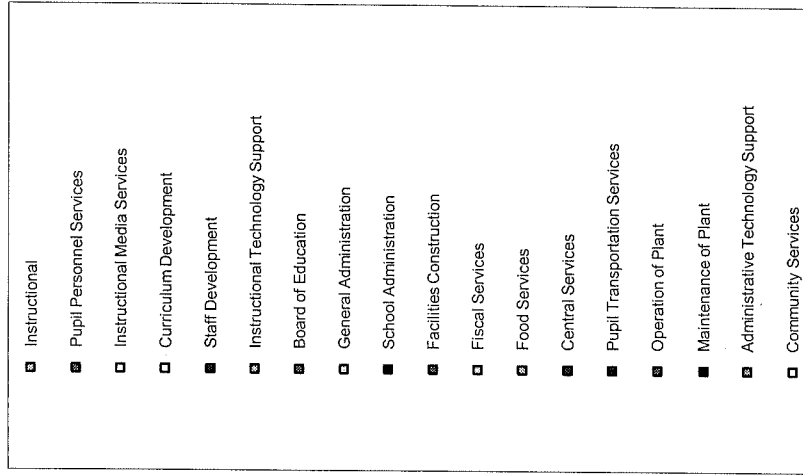 Instructional
Pupil Personnel Services
Instructional Media Services
Curriculum Development
Staff Development
Instructional Technology Support
Board of Education
General Administration
School Administration
Facilities Construction
Fiscal Services
Food Services
Central Services
Pupil Transportation Services
Operation of Plant
Maintenance of Plant
Administrative Technology Support
Community Services